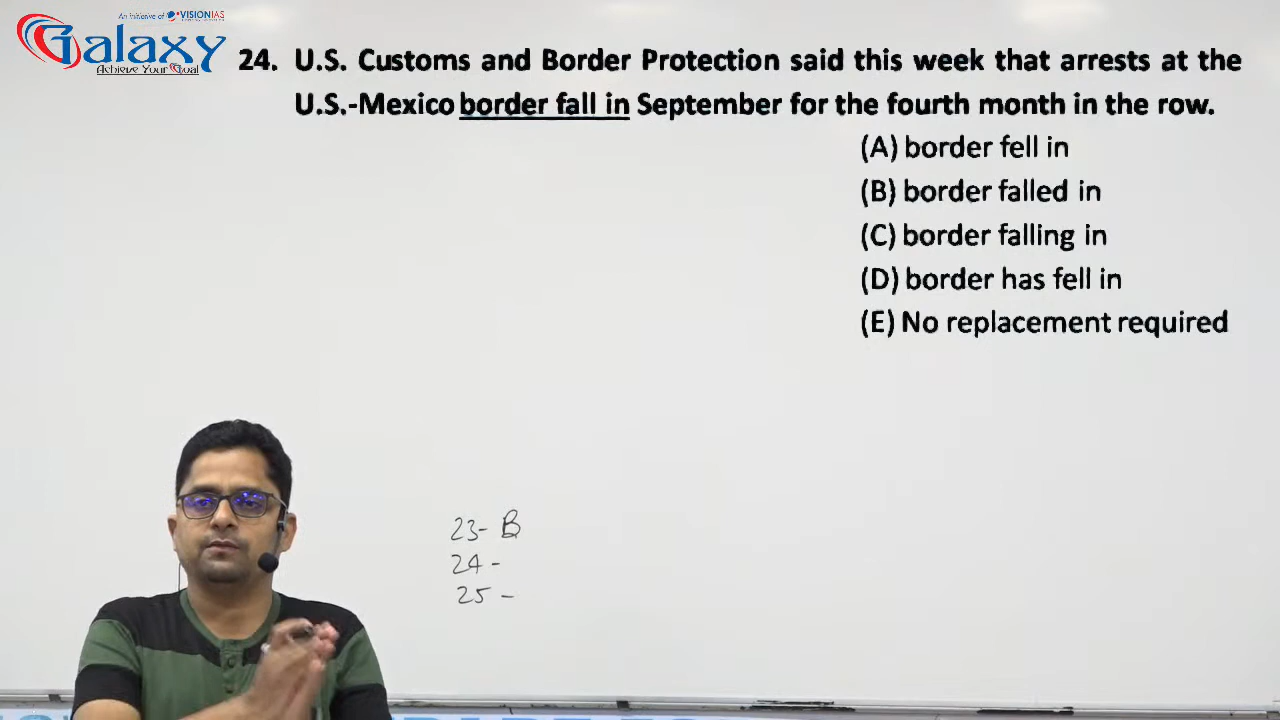 An Initiative of VISIONIAS
Galaxy
Achieve Your Goal
24. U.S. Customs and Border Protection said this week that arrests at the
U.S.-Mexico border fall in September for the fourth month in the row.
(A) border fell in
(B) border falled in
(C) border falling in
(D) border has fell in
(E) No replacement required
23- B
24 -
25 -